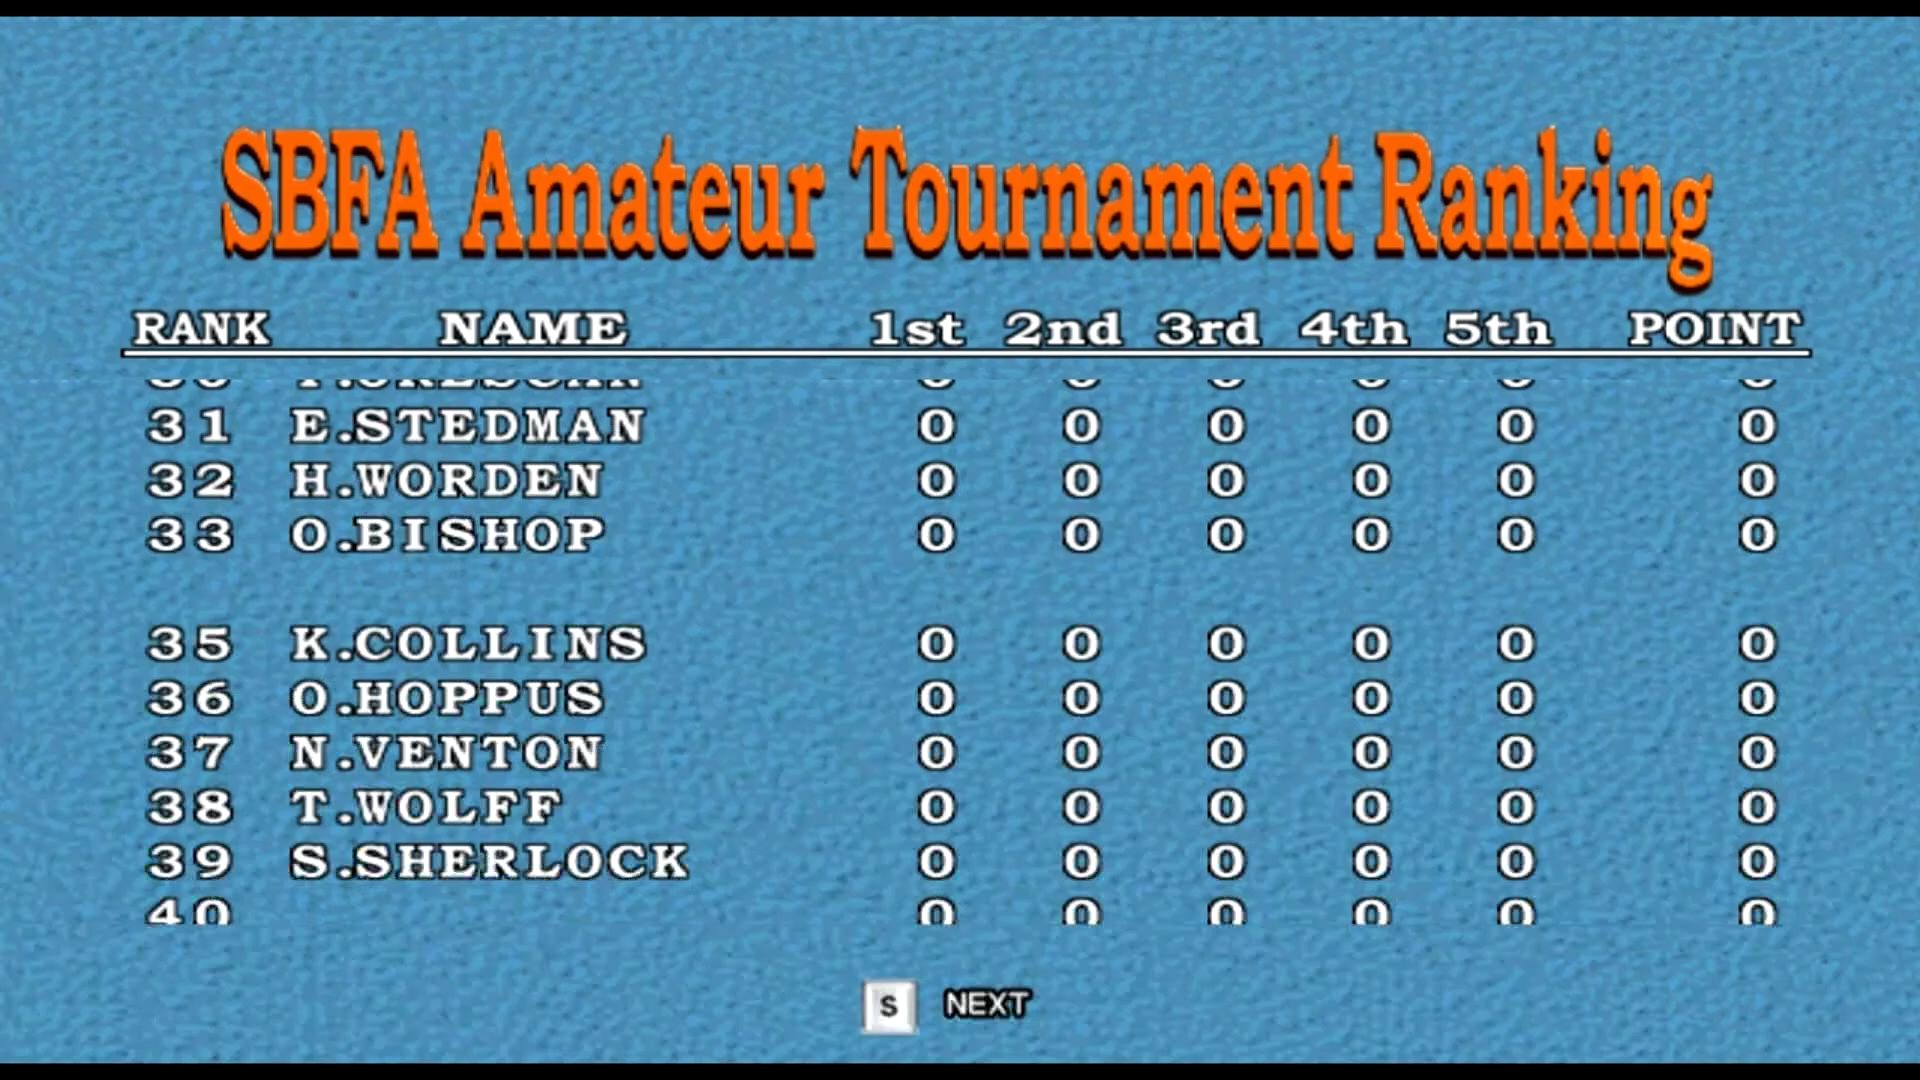 SBFA Amateur Tournament Ranking
RANK NAME 1st 2nd 3rd 4th 5th POINT
31 E.STEDMAN 0 0 0 0 0 0
32 H.WORDEN 0 0 0 0 0 0
33 O.BISHOP 0 0 0 0 0 0
35 K.COLLINS 0 0 0 0 0 0
36 O.HOPPUS 0 0 0 0 0 0
37 N.VENTON 0 0 0 0 0 0
38 T.WOLFF 0 0 0 0 0 0
39 S.SHERLOCK 0 0 0 0 0 0
40 0 0 0 0 0 0
S NEXT